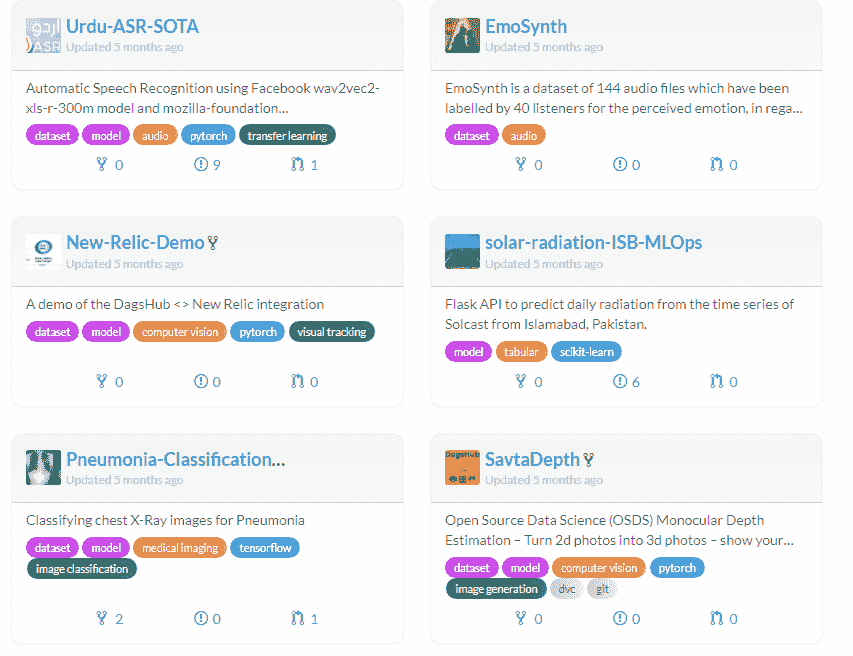 اردو
ASR
Urdu-ASR-SOTA
Updated 5 months ago
Automatic Speech Recognition using Facebook wav2vec2-
xls-r-300m model and mozilla-foundation...
dataset model audio pytorch transfer learning
0 9 1
EmoSynth
Updated 5 months ago
EmoSynth is a dataset of 144 audio files which have been
labelled by 40 listeners for the perceived emotion, in rega...
dataset audio
0 0 0
New-Relic-Demo
Updated 5 months ago
A demo of the DagsHub <> New Relic integration
dataset model computer vision pytorch visual tracking
0 0 0
solar-radiation-ISB-MLOps
Updated 5 months ago
Flask API to predict daily radiation from the time series of
Solcast from Islamabad, Pakistan.
model tabular scikit-learn
0 6 0
Pneumonia-Classification...
Updated 5 months ago
Classifying chest X-Ray images for Pneumonia
dataset model medical imaging tensorflow
image classification
2 0 1
DagsHub
SavtaDepth
Updated 5 months ago
Open Source Data Science (OSDS) Monocular Depth
Estimation – Turn 2d photos into 3d photos – show your...
dataset model computer vision pytorch
image generation dvc git
0 0 0